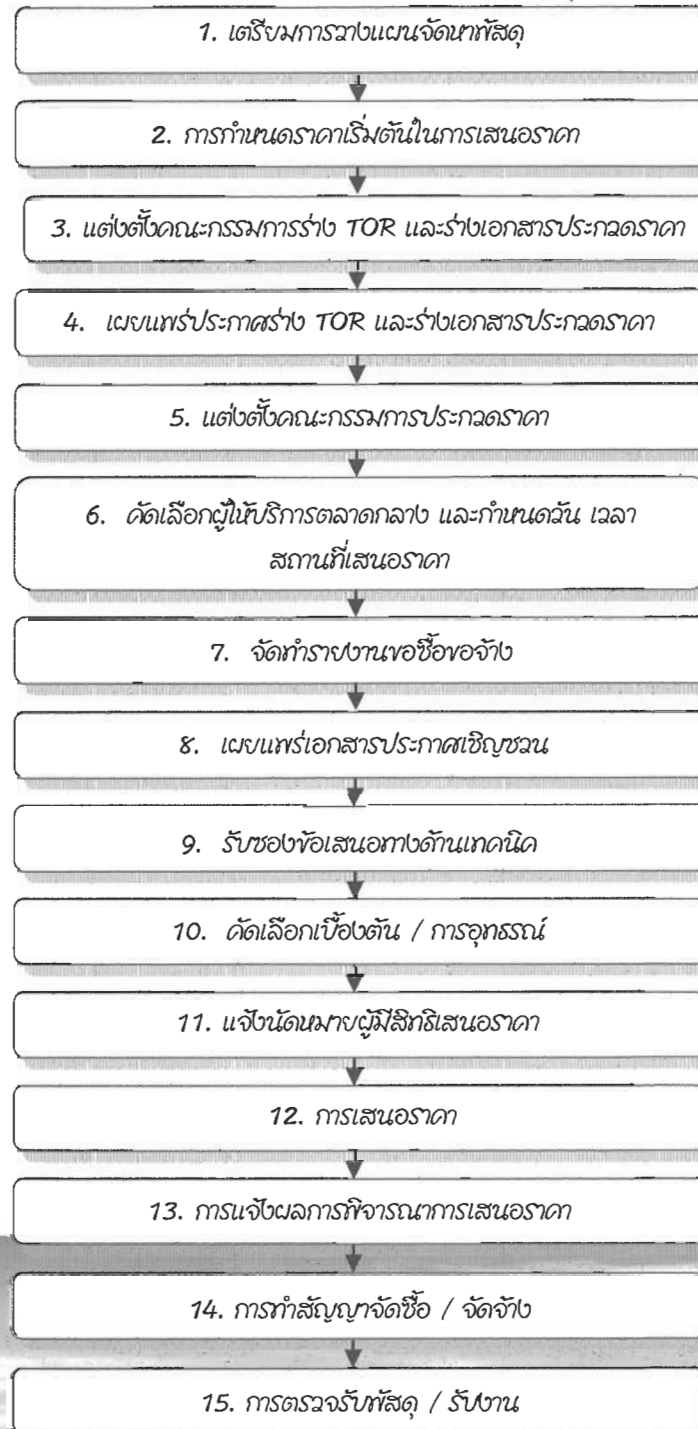 1. เตรียมการวางแผนจัดหาพัสดุ
2. การกำหนดราคาเริ่มต้นในการเสนอราคา
3. แต่งตั้งคณะกรรมการร่าง TOR และร่างเอกสารประกวดราคา
4. เผยแพร่ประกาศร่าง TOR และร่างเอกสารประกวดราคา
5. แต่งตั้งคณะกรรมการประกวดราคา
6. คัดเลือกผู้ให้บริการตลาดกลาง และกำหนดวัน เวลา
สถานที่เสนอราคา
7. จัดทำรายงานขอซื้อขอจ้าง
8. เผยแพร่เอกสารประกาศเชิญชวน
9. รับซองข้อเสนอทางด้านเทคนิค
10. คัดเลือกเบื้องต้น / การอุทธรณ์
11. แจ้งนัดหมายผู้มีสิทธิเสนอราคา
12. การเสนอราคา
13. การแจ้งผลการพิจารณาการเสนอราคา
14. การทำสัญญาจัดซื้อ / จัดจ้าง
15. การตรวจรับพัสดุ / รับงาน